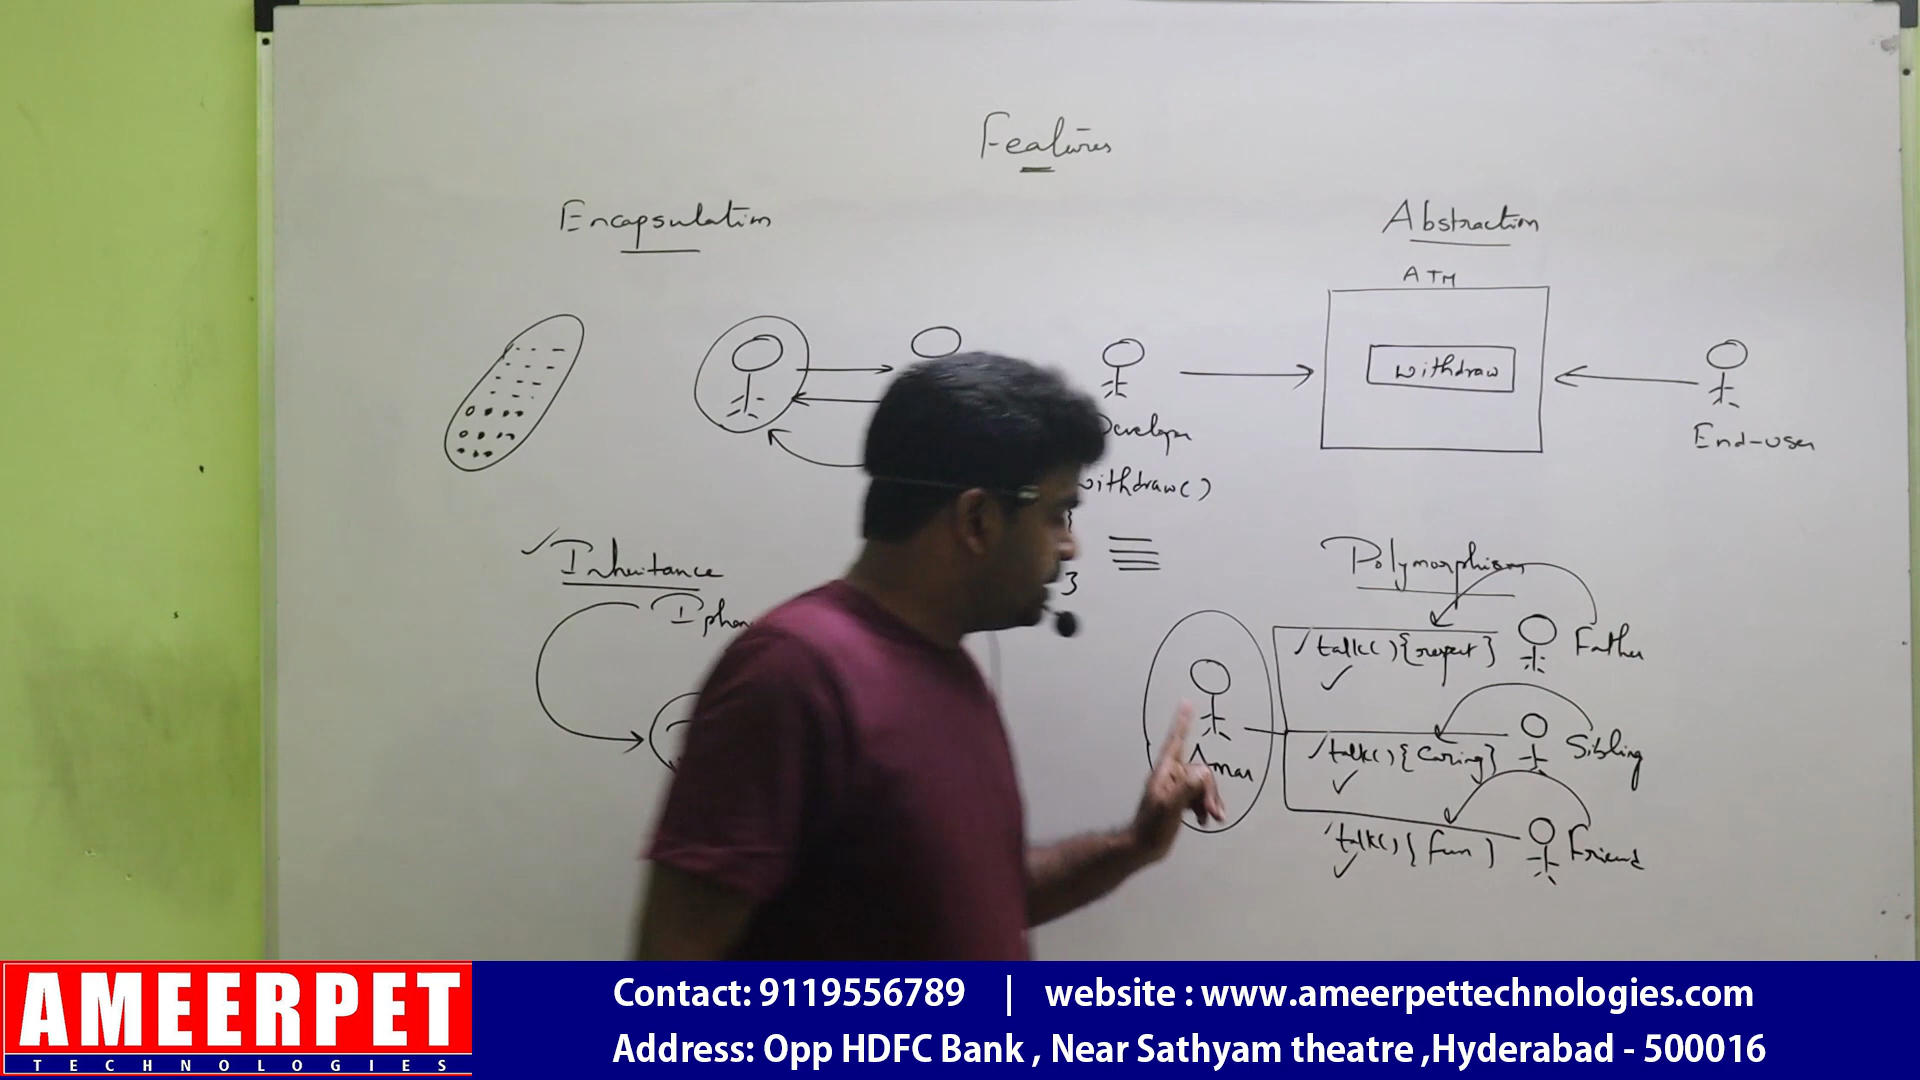 Features
Encapsulation
Abstraction
ATM
withdraw
Developer
End-user
withdraw()
{
}
Inheritance
Polymorphism
talk(){respect}
Father
Amar
talk(){Caring}
Sibling
talk(){fun}
Friend
AMEERPET
TECHNOLOGIES
Contact: 9119556789 | website : www.ameerpettechnologies.com
Address: Opp HDFC Bank , Near Sathyam theatre ,Hyderabad - 500016